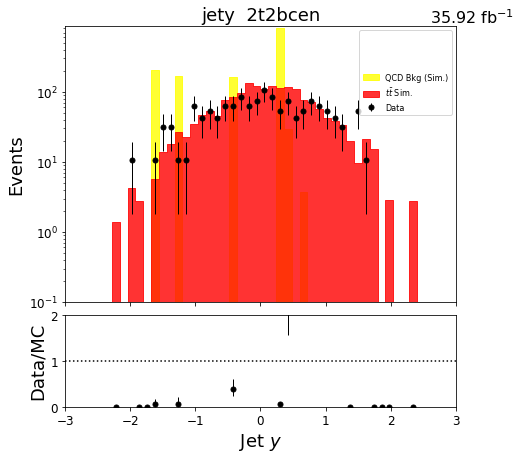 jety 2t2bcen
35.92 fb⁻¹
QCD Bkg (Sim.)
tt̄ Sim.
Data
Events
10²
10¹
10⁰
10⁻¹
Data/MC
2
1
0
−3 −2 −1 0 1 2 3
Jet y